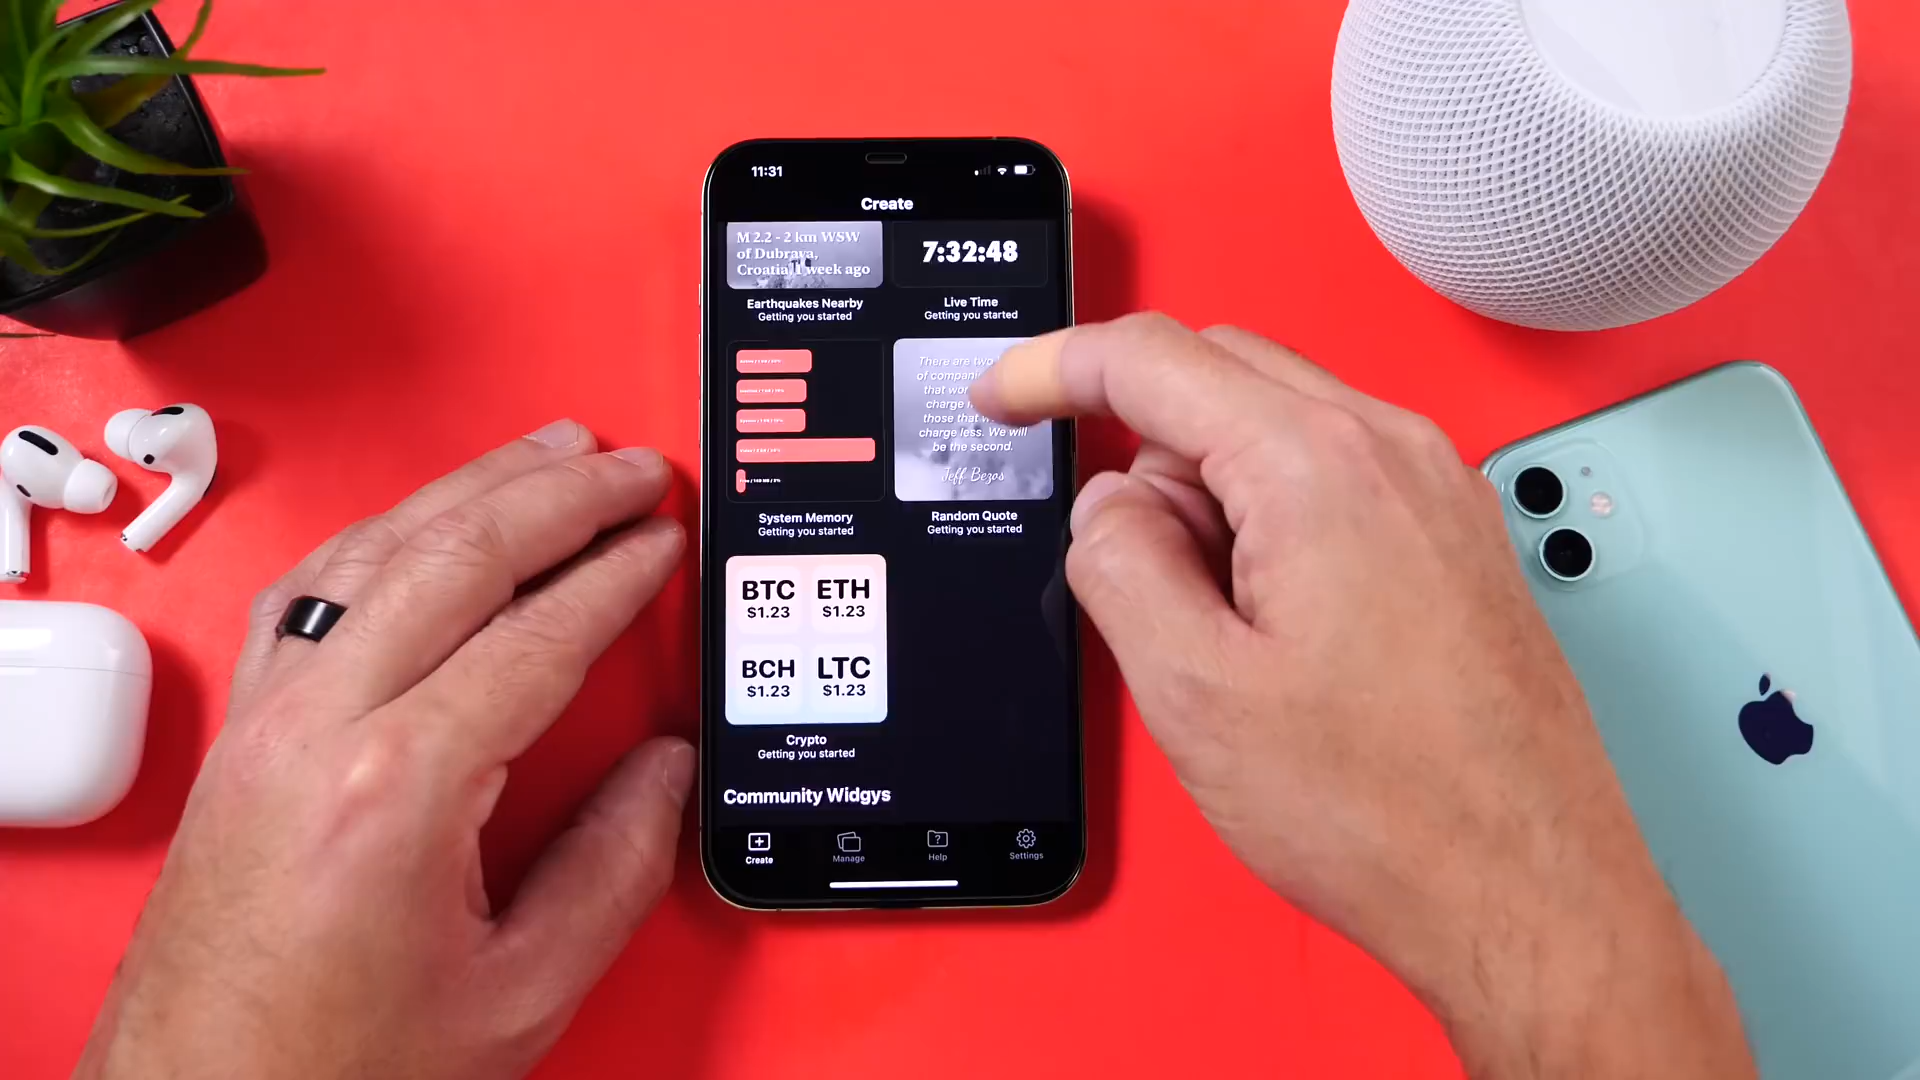 11:31
Create
M 2.2 - 2 km WSW
of Dubrava,
Croatia, 1 week ago
Earthquakes Nearby
Getting you started
7:32:48
Live Time
Getting you started
System Memory
Getting you started
There are two
of compani
that wor
charge
those that w
charge less. We will
be the second.
Jeff Bezos
Random Quote
Getting you started
BTC
$1.23
ETH
$1.23
BCH
$1.23
LTC
$1.23
Crypto
Getting you started
Community Widgys
Create
Manage
Help
Settings